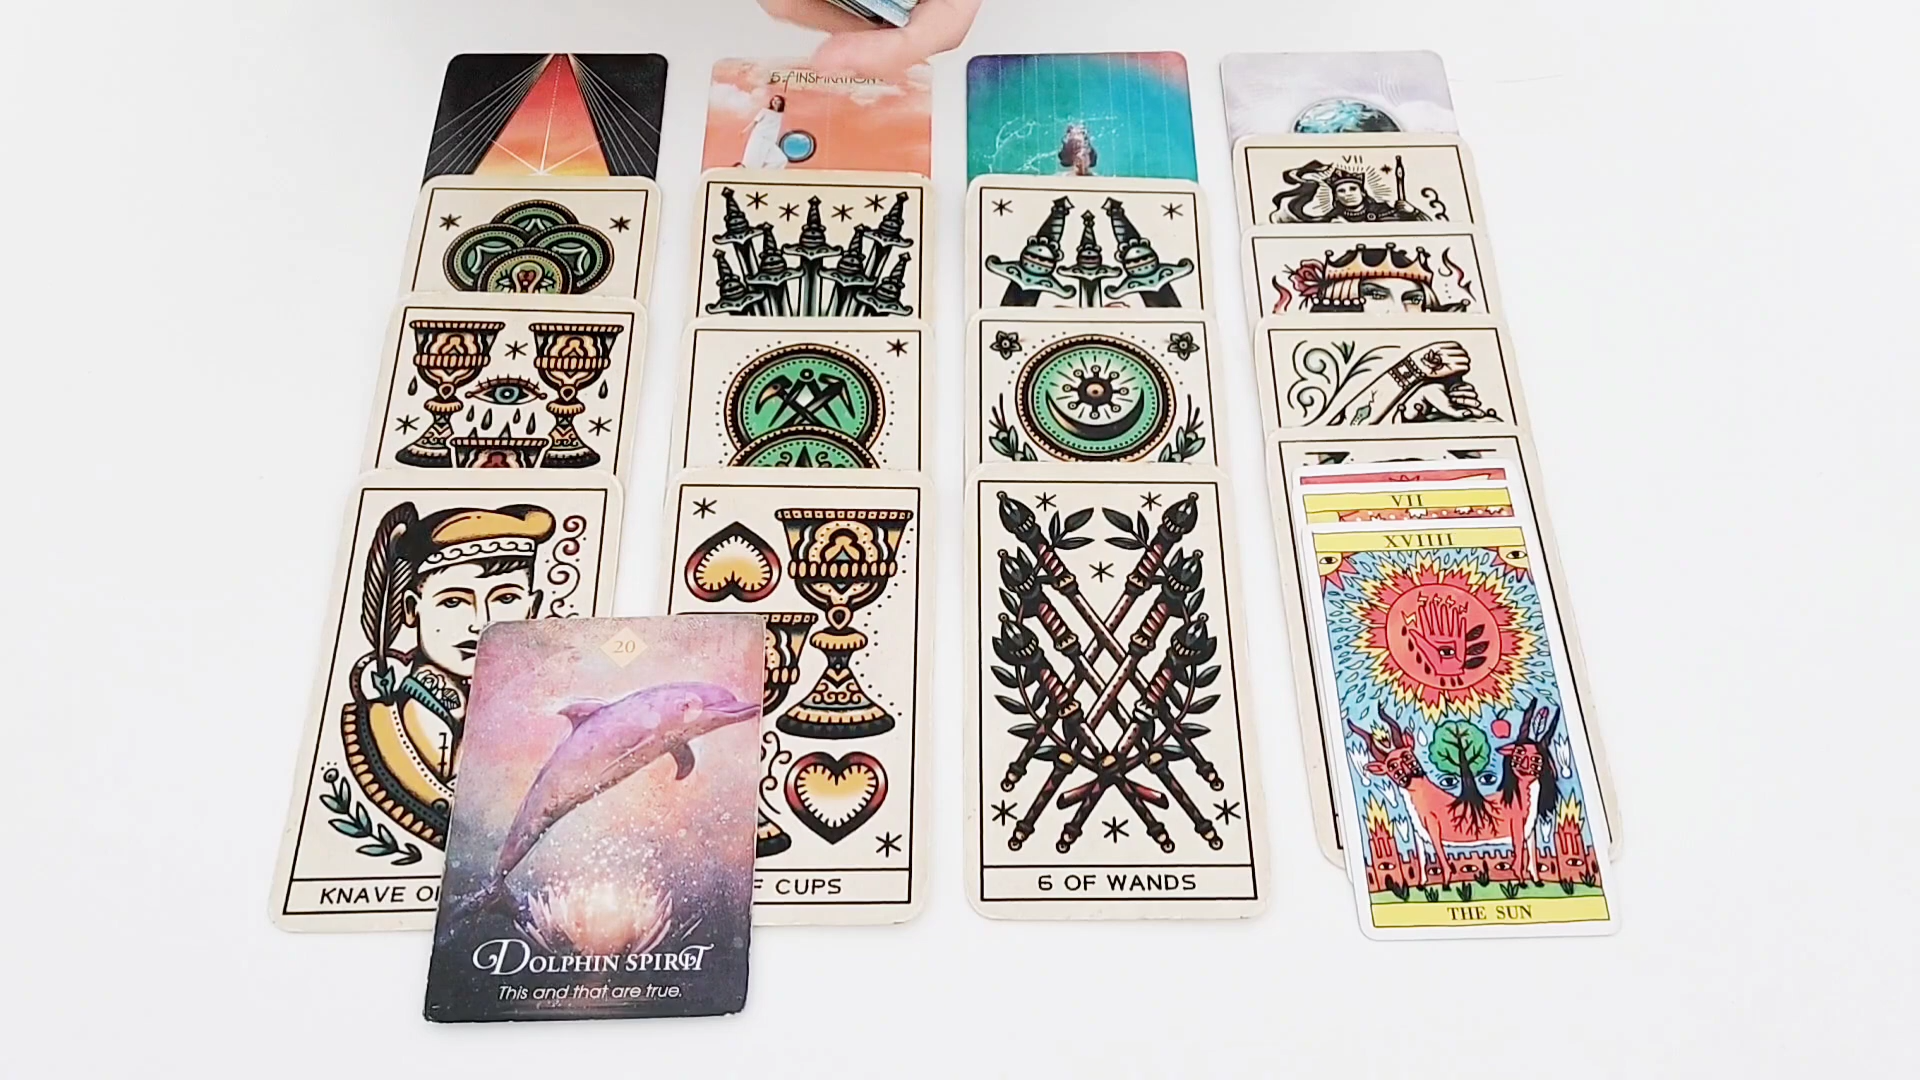 5 of INSPIRATION
VII
VII
XVIIII
THE SUN
KNAVE O
F CUPS
6 OF WANDS
20
DOLPHIN SPIRIT
This and that are true.